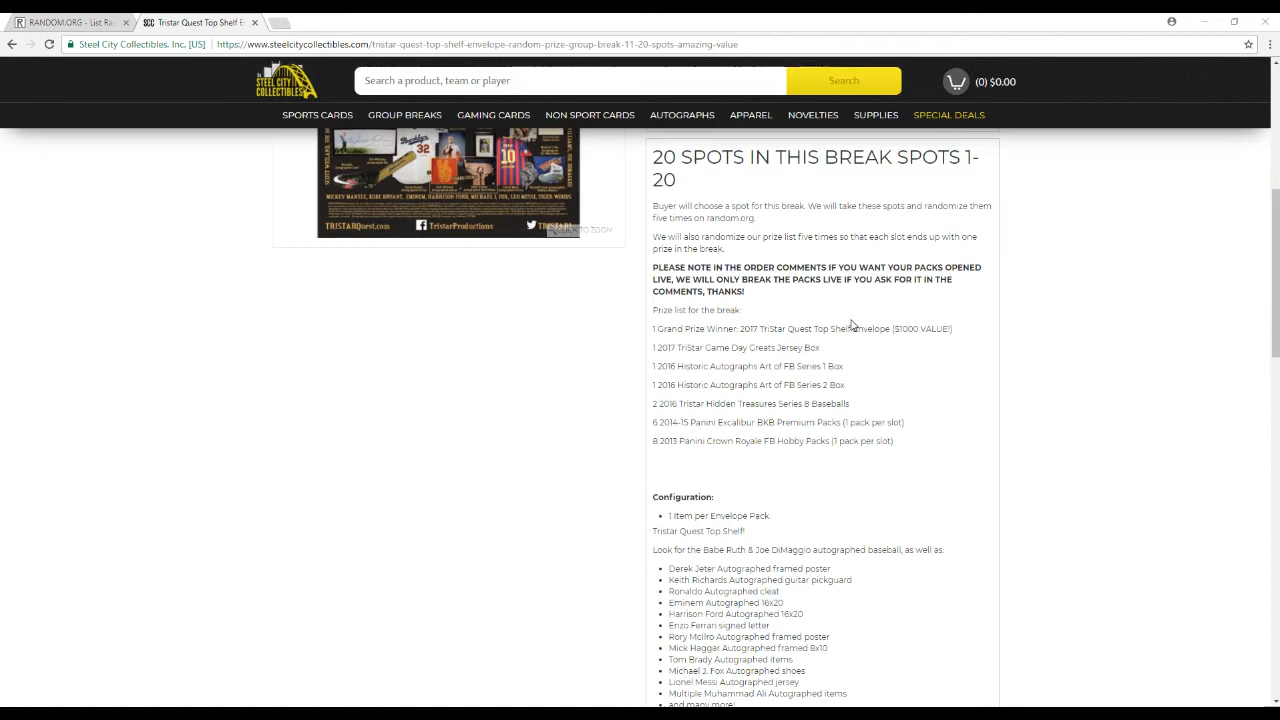 RANDOM.ORG - List Ra
Tristar Quest Top Shelf E
Steel City Collectibles. Inc. [US]
https://www.steelcitycollectibles.com/tristar-quest-top-shelf-envelope-random-prize-group-break-11-20-spots-amazing-value
STEEL CITY
COLLECTIBLES
Search a product, team or player
Search
(0) $0.00
SPORTS CARDS
GROUP BREAKS
GAMING CARDS
NON SPORT CARDS
AUTOGRAPHS
APPAREL
NOVELTIES
SUPPLIES
SPECIAL DEALS
32
10
MICKEY MANTLE, KOBE BRYANT, EMINEM, HARRISON FORD, MICHAEL J. FOX, LEO MESSI, TIGER WOODS
TRISTARQuest.com
TristarProductions
TRISTAR
TO ZOOM
20 SPOTS IN THIS BREAK SPOTS 1-
20
Buyer will choose a spot for this break. We will take these spots and randomize them
five times on random.org.
We will also randomize our prize list five times so that each slot ends up with one
prize in the break.
PLEASE NOTE IN THE ORDER COMMENTS IF YOU WANT YOUR PACKS OPENED
LIVE, WE WILL ONLY BREAK THE PACKS LIVE IF YOU ASK FOR IT IN THE
COMMENTS, THANKS!
Prize list for the break:
1 Grand Prize Winner: 2017 TriStar Quest Top Shelf Envelope ($1000 VALUE!)
1 2017 TriStar Game Day Greats Jersey Box
1 2016 Historic Autographs Art of FB Series 1 Box
1 2016 Historic Autographs Art of FB Series 2 Box
2 2016 Tristar Hidden Treasures Series 8 Baseballs
6 2014-15 Panini Excalibur BKB Premium Packs (1 pack per slot)
8 2013 Panini Crown Royale FB Hobby Packs (1 pack per slot)
Configuration:
• 1 Item per Envelope Pack.
Tristar Quest Top Shelf!
Look for the Babe Ruth & Joe DiMaggio autographed baseball, as well as:
• Derek Jeter Autographed framed poster
• Keith Richards Autographed guitar pickguard
• Ronaldo Autographed cleat
• Eminem Autographed 16x20
• Harrison Ford Autographed 16x20
• Enzo Ferrari signed letter
• Rory McIlro Autographed framed poster
• Mick Haggar Autographed framed 8x10
• Tom Brady Autographed items
• Michael J. Fox Autographed shoes
• Lionel Messi Autographed jersey
• Multiple Muhammad Ali Autographed items
• and many more!